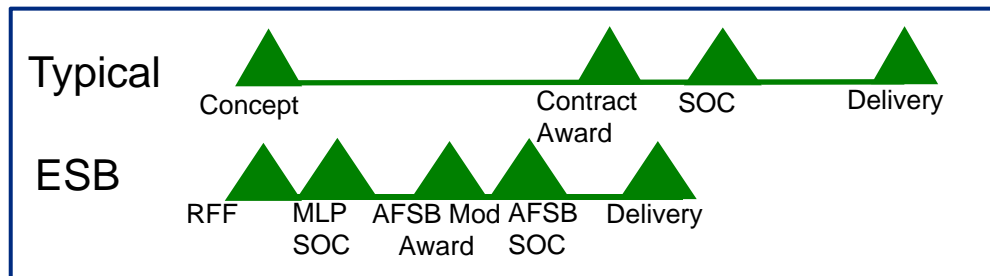 Typical
Concept
Contract
Award
SOC
Delivery
ESB
RFF
MLP
SOC
AFSB Mod
Award
AFSB
SOC
Delivery